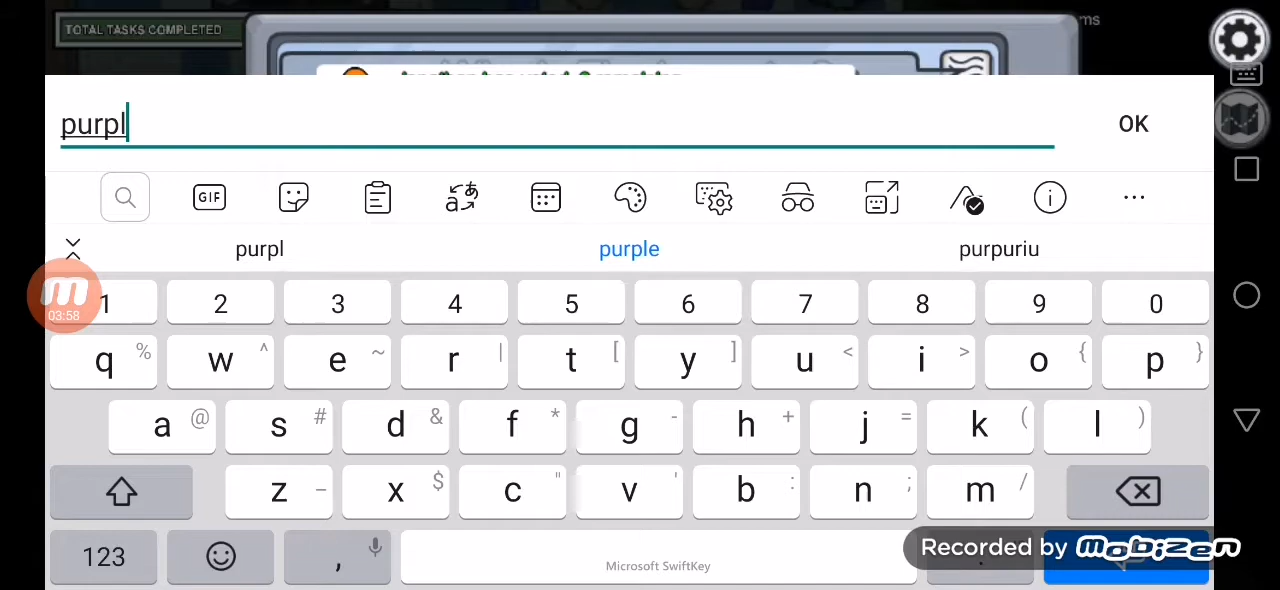 TOTAL TASKS COMPLETED
ms
purpl
OK
GIF
purpl purple purpuriu
03:58
1 2 3 4 5 6 7 8 9 0
q % w ^ e ~ r | t [ y ] u < i > o { p }
a @ s # d & f * g - h + j = k ( l )
z _ x $ c " v ' b : n ; m /
123 , Microsoft SwiftKey .
Recorded by mobizen